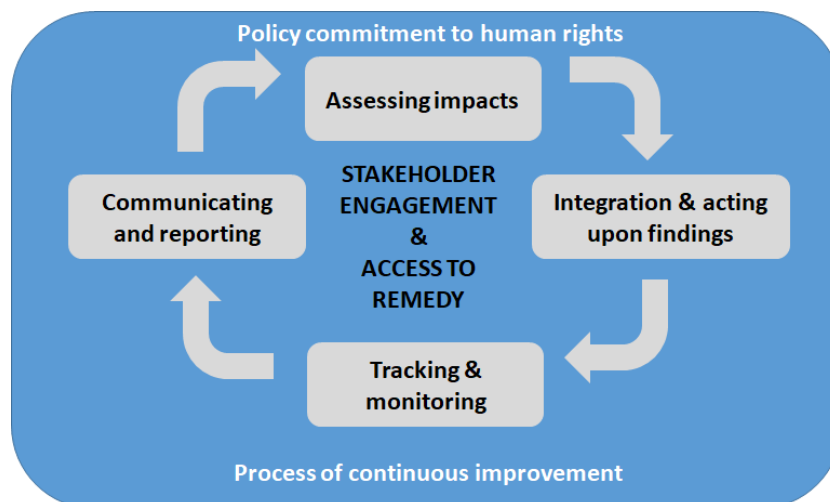 Policy commitment to human rights
Assessing impacts
STAKEHOLDER
ENGAGEMENT
&
ACCESS TO
REMEDY
Communicating
and reporting
Integration & acting
upon findings
Tracking &
monitoring
Process of continuous improvement